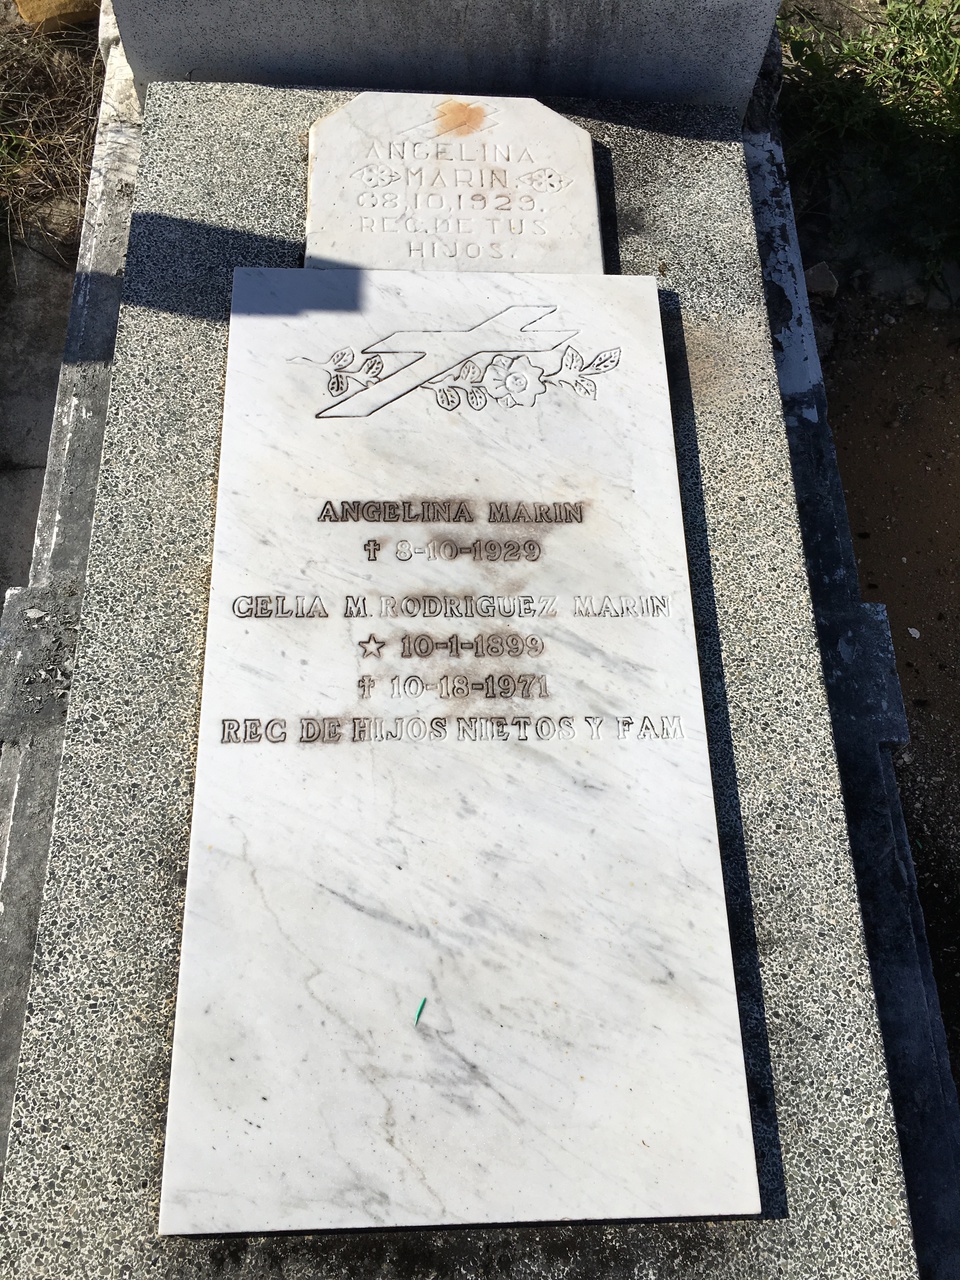 ANGELINA
MARIN
08.10.1929.
REC.DE TUS
HIJOS.
ANGELINA MARIN
✝ 8-10-1929
CELIA M. RODRIGUEZ MARIN
☆ 10-1-1899
✝ 10-18-1971
REC DE HIJOS NIETOS Y FAM